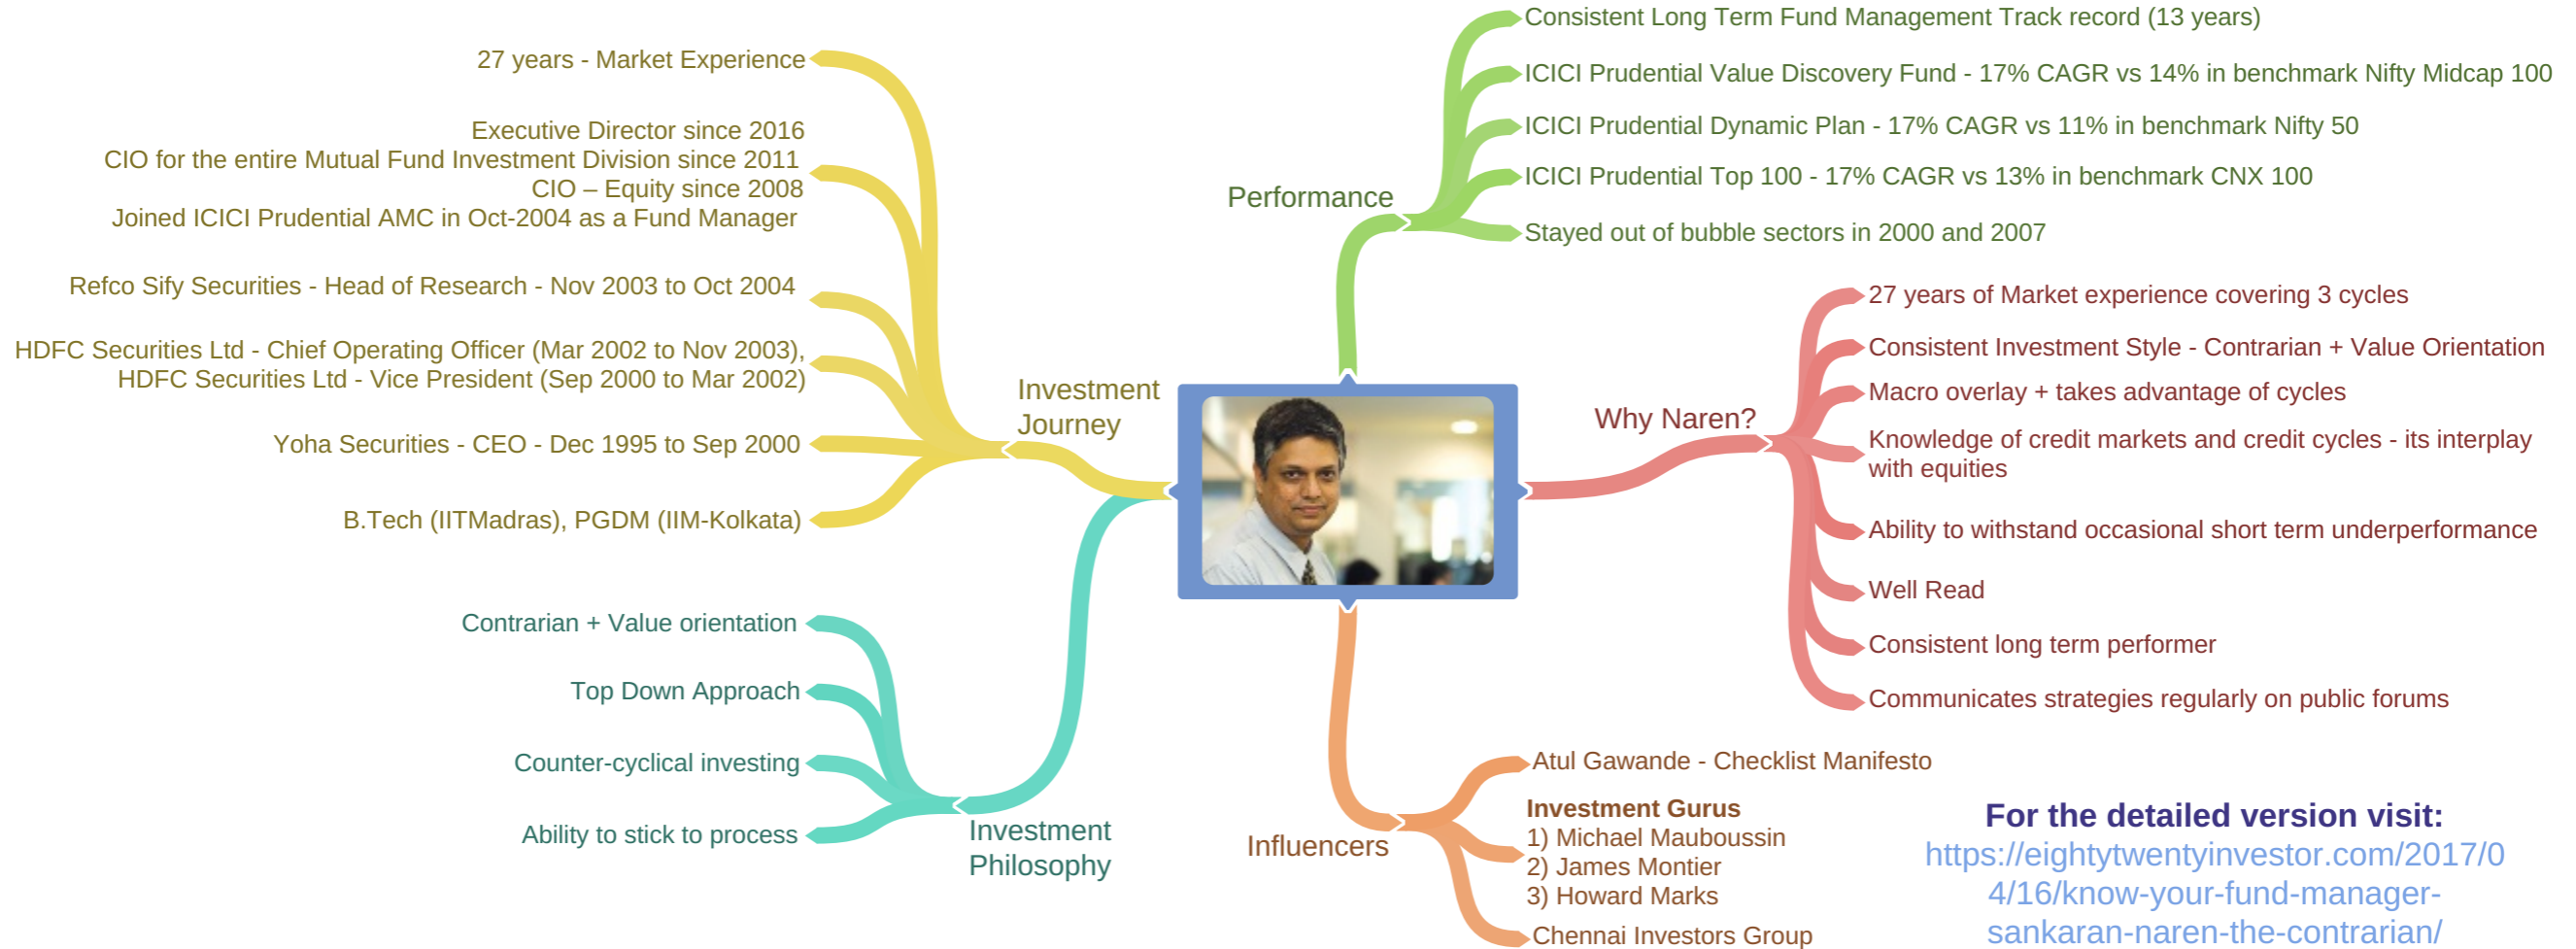 27 years - Market Experience
Executive Director since 2016
CIO for the entire Mutual Fund Investment Division since 2011
CIO – Equity since 2008
Joined ICICI Prudential AMC in Oct-2004 as a Fund Manager
Refco Sify Securities - Head of Research - Nov 2003 to Oct 2004
HDFC Securities Ltd - Chief Operating Officer (Mar 2002 to Nov 2003),
HDFC Securities Ltd - Vice President (Sep 2000 to Mar 2002)
Yoha Securities - CEO - Dec 1995 to Sep 2000
B.Tech (IITMadras), PGDM (IIM-Kolkata)
Investment
Journey
Contrarian + Value orientation
Top Down Approach
Counter-cyclical investing
Ability to stick to process
Investment
Philosophy
Performance
Consistent Long Term Fund Management Track record (13 years)
ICICI Prudential Value Discovery Fund - 17% CAGR vs 14% in benchmark Nifty Midcap 100
ICICI Prudential Dynamic Plan - 17% CAGR vs 11% in benchmark Nifty 50
ICICI Prudential Top 100 - 17% CAGR vs 13% in benchmark CNX 100
Stayed out of bubble sectors in 2000 and 2007
Why Naren?
27 years of Market experience covering 3 cycles
Consistent Investment Style - Contrarian + Value Orientation
Macro overlay + takes advantage of cycles
Knowledge of credit markets and credit cycles - its interplay
with equities
Ability to withstand occasional short term underperformance
Well Read
Consistent long term performer
Communicates strategies regularly on public forums
Influencers
Atul Gawande - Checklist Manifesto
Investment Gurus
1) Michael Mauboussin
2) James Montier
3) Howard Marks
Chennai Investors Group
For the detailed version visit:
https://eightytwentyinvestor.com/2017/0
4/16/know-your-fund-manager-
sankaran-naren-the-contrarian/